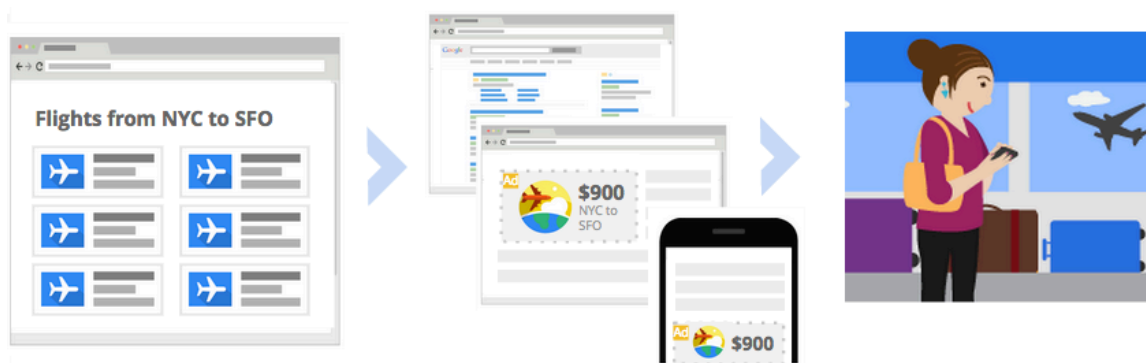 Flights from NYC to SFO
Google
Ad
$900
NYC to
SFO
Ad
$900